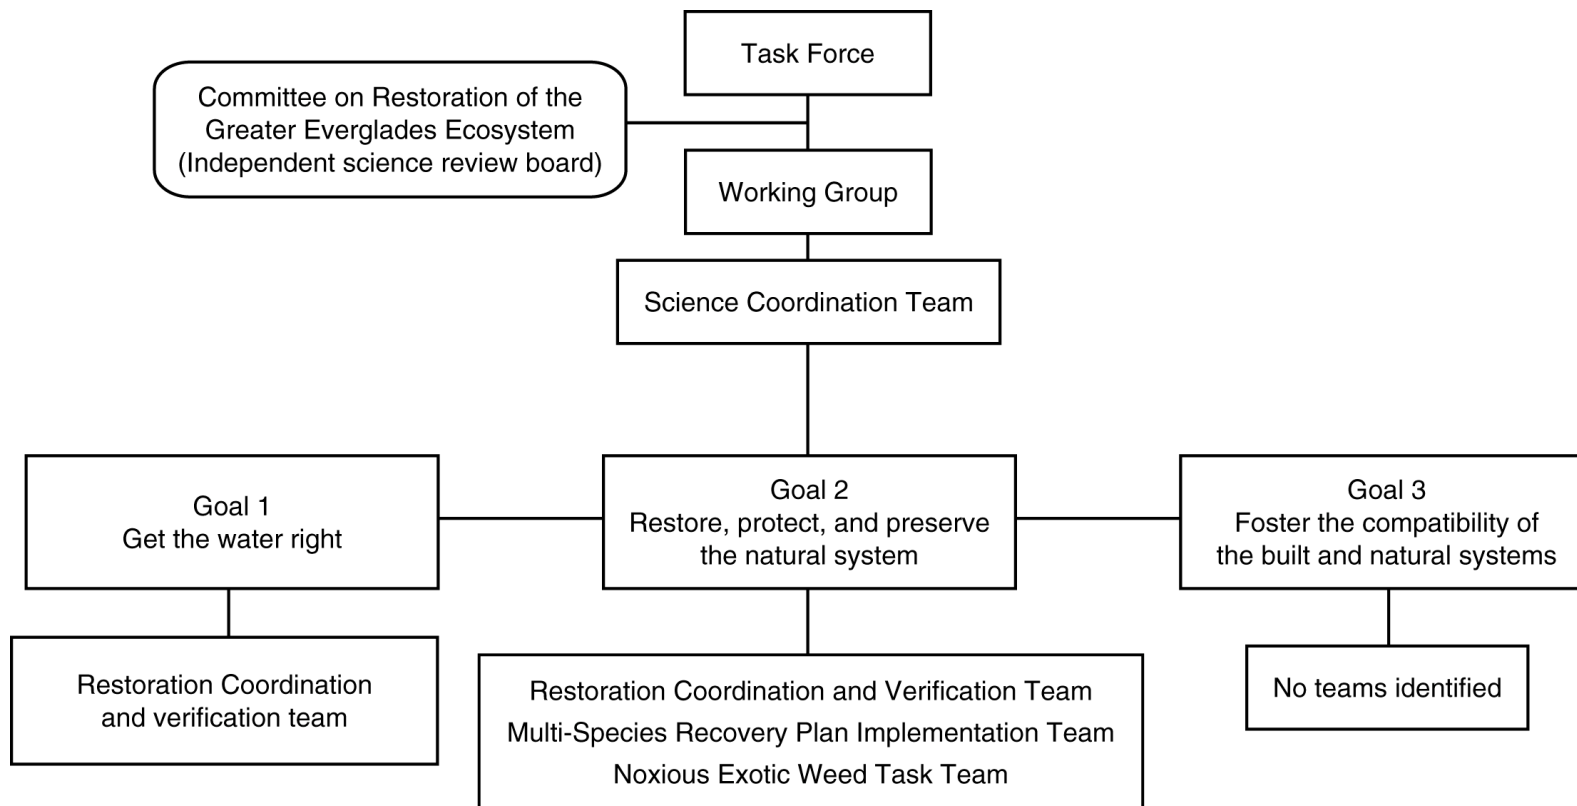 Task Force
Committee on Restoration of the
Greater Everglades Ecosystem
(Independent science review board)
Working Group
Science Coordination Team
Goal 1
Get the water right
Goal 2
Restore, protect, and preserve
the natural system
Goal 3
Foster the compatibility of
the built and natural systems
Restoration Coordination
and verification team
Restoration Coordination and Verification Team
Multi-Species Recovery Plan Implementation Team
Noxious Exotic Weed Task Team
No teams identified